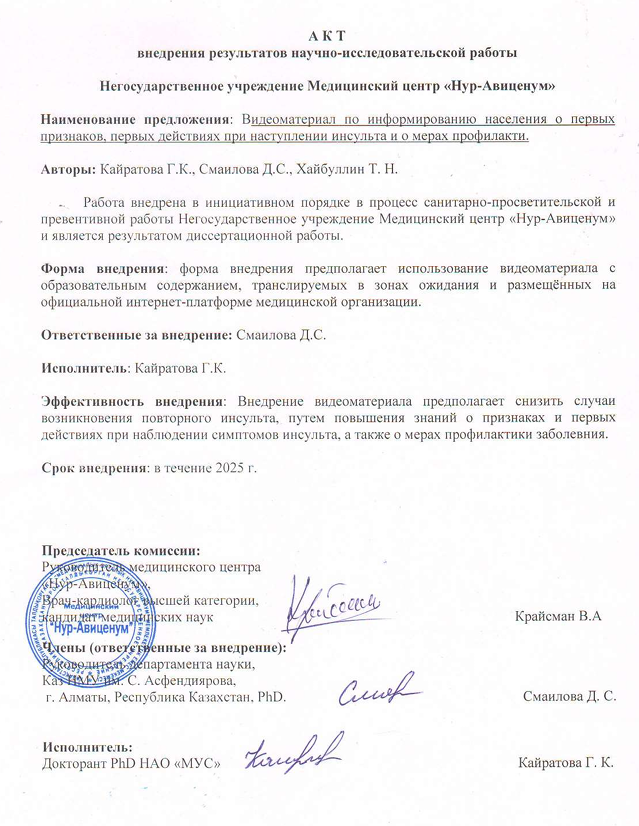 А К Т
внедрения результатов научно-исследовательской работы
Негосударственное учреждение Медицинский центр «Нур-Авиценум»
Наименование предложения: Видеоматериал по информированию населения о первых
признаков, первых действиях при наступлении инсульта и о мерах профилакти.
Авторы: Кайратова Г.К., Смаилова Д.С., Хайбуллин Т. Н.
Работа внедрена в инициативном порядке в процесс санитарно-просветительской и
превентивной работы Негосударственное учреждение Медицинский центр «Нур-Авиценум»
и является результатом диссертационной работы.
Форма внедрения: форма внедрения предполагает использование видеоматериала с
образовательным содержанием, транслируемых в зонах ожидания и размещённых на
официальной интернет-платформе медицинской организации.
Ответственные за внедрение: Смаилова Д.С.
Исполнитель: Кайратова Г.К.
Эффективность внедрения: Внедрение видеоматериала предполагает снизить случаи
возникновения повторного инсульта, путем повышения знаний о признаках и первых
действиях при наблюдении симптомов инсульта, а также о мерах профилактики заболевния.
Срок внедрения: в течение 2025 г.
Председатель комиссии:
Руководитель медицинского центра
«Нур-Авиценум»,
Врач-кардиолог высшей категории,
кандидат медицинских наук Крайсман В.А
Члены (ответственные за внедрение):
Руководитель департамента науки,
КазНМУ им. С. Асфендиярова,
г. Алматы, Республика Казахстан, PhD. Смаилова Д. С.
Исполнитель:
Докторант PhD НАО «МУС» Кайратова Г. К.
Медицинский
центр
"Нур-Авиценум"